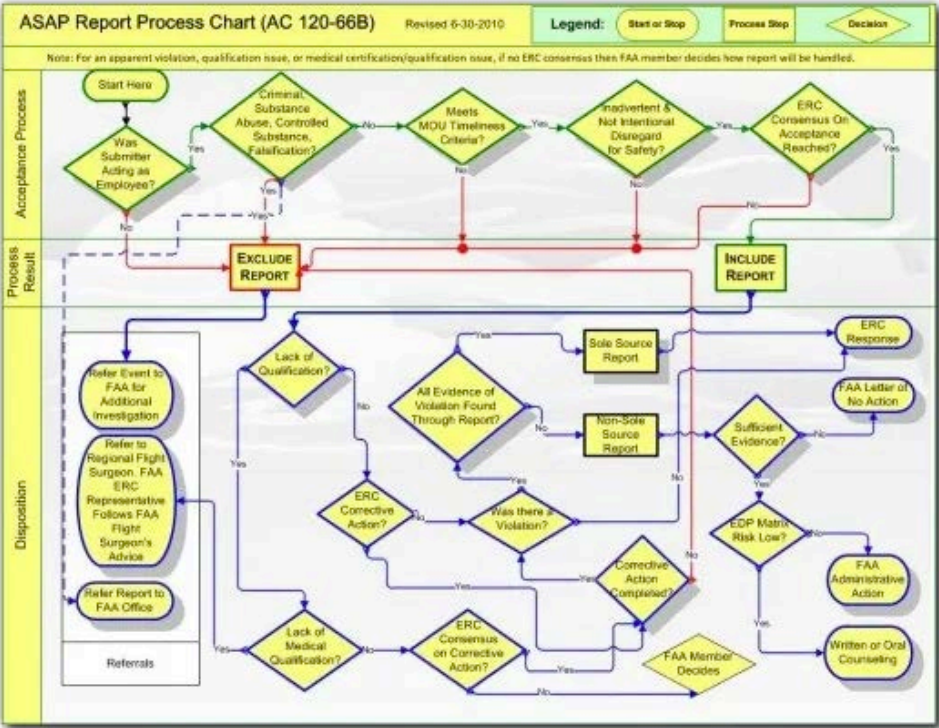 ASAP Report Process Chart (AC 120-66B)
Revised 6-30-2010
Legend:
Start or Stop
Process Step
Decision
Note: For an apparent violation, qualification issue, or medical certification/qualification issue, if no ERC consensus then FAA member decides how report will be handled.
Acceptance Process
Start Here
Was
Submitter
Acting as
Employee?
Yes
No
Criminal,
Substance
Abuse, Controlled
Substance,
Falsification?
No
Yes
Yes
Meets
MOU Timeliness
Criteria?
Yes
No
Inadvertent &
Not Intentional
Disregard
for Safety?
Yes
No
ERC
Consensus On
Acceptance
Reached?
Yes
No
Process
Result
EXCLUDE
REPORT
INCLUDE
REPORT
Disposition
Refer Event to
FAA for
Additional
Investigation
Refer to
Regional Flight
Surgeon. FAA
ERC
Representative
Follows FAA
Flight
Surgeon's
Advice
Refer Report to
FAA Office
Referrals
Lack of
Qualification?
No
Yes
All Evidence of
Violation Found
Through Report?
Yes
No
Sole Source
Report
Non-Sole
Source
Report
ERC
Response
FAA Letter of
No Action
Sufficient
Evidence?
No
Yes
ERC
Corrective
Action?
No
Yes
Was there a
Violation?
Yes
No
EDP Matrix
Risk Low?
No
Yes
Corrective
Action
Completed?
Yes
No
FAA
Administrative
Action
Lack of
Medical
Qualification?
Yes
No
ERC
Consensus
on Corrective
Action?
Yes
No
FAA Member
Decides
Written or Oral
Counseling